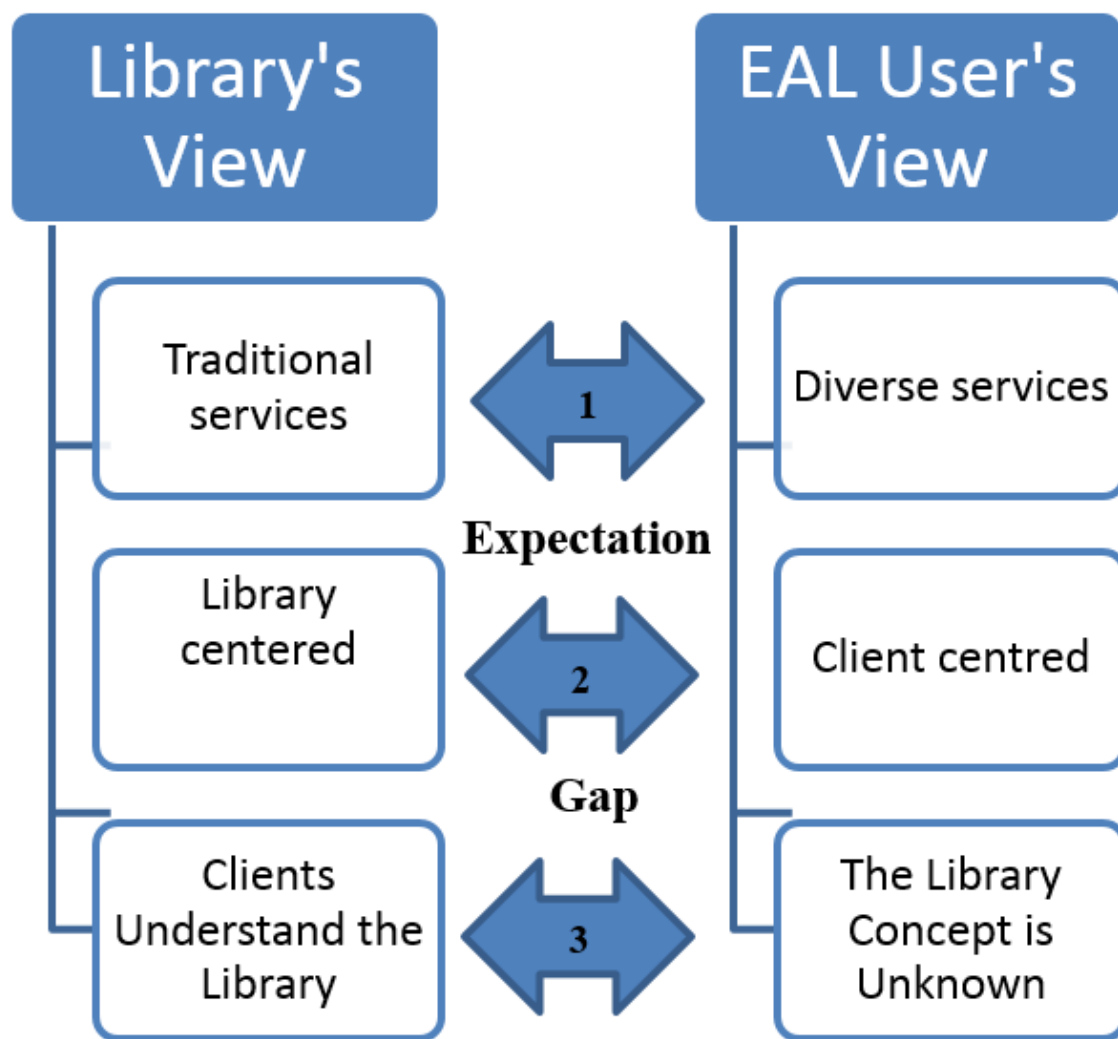 Library's
View
EAL User's
View
Traditional
services
1
Diverse services
Expectation
Library
centered
2
Client centred
Gap
Clients
Understand the
Library
3
The Library
Concept is
Unknown